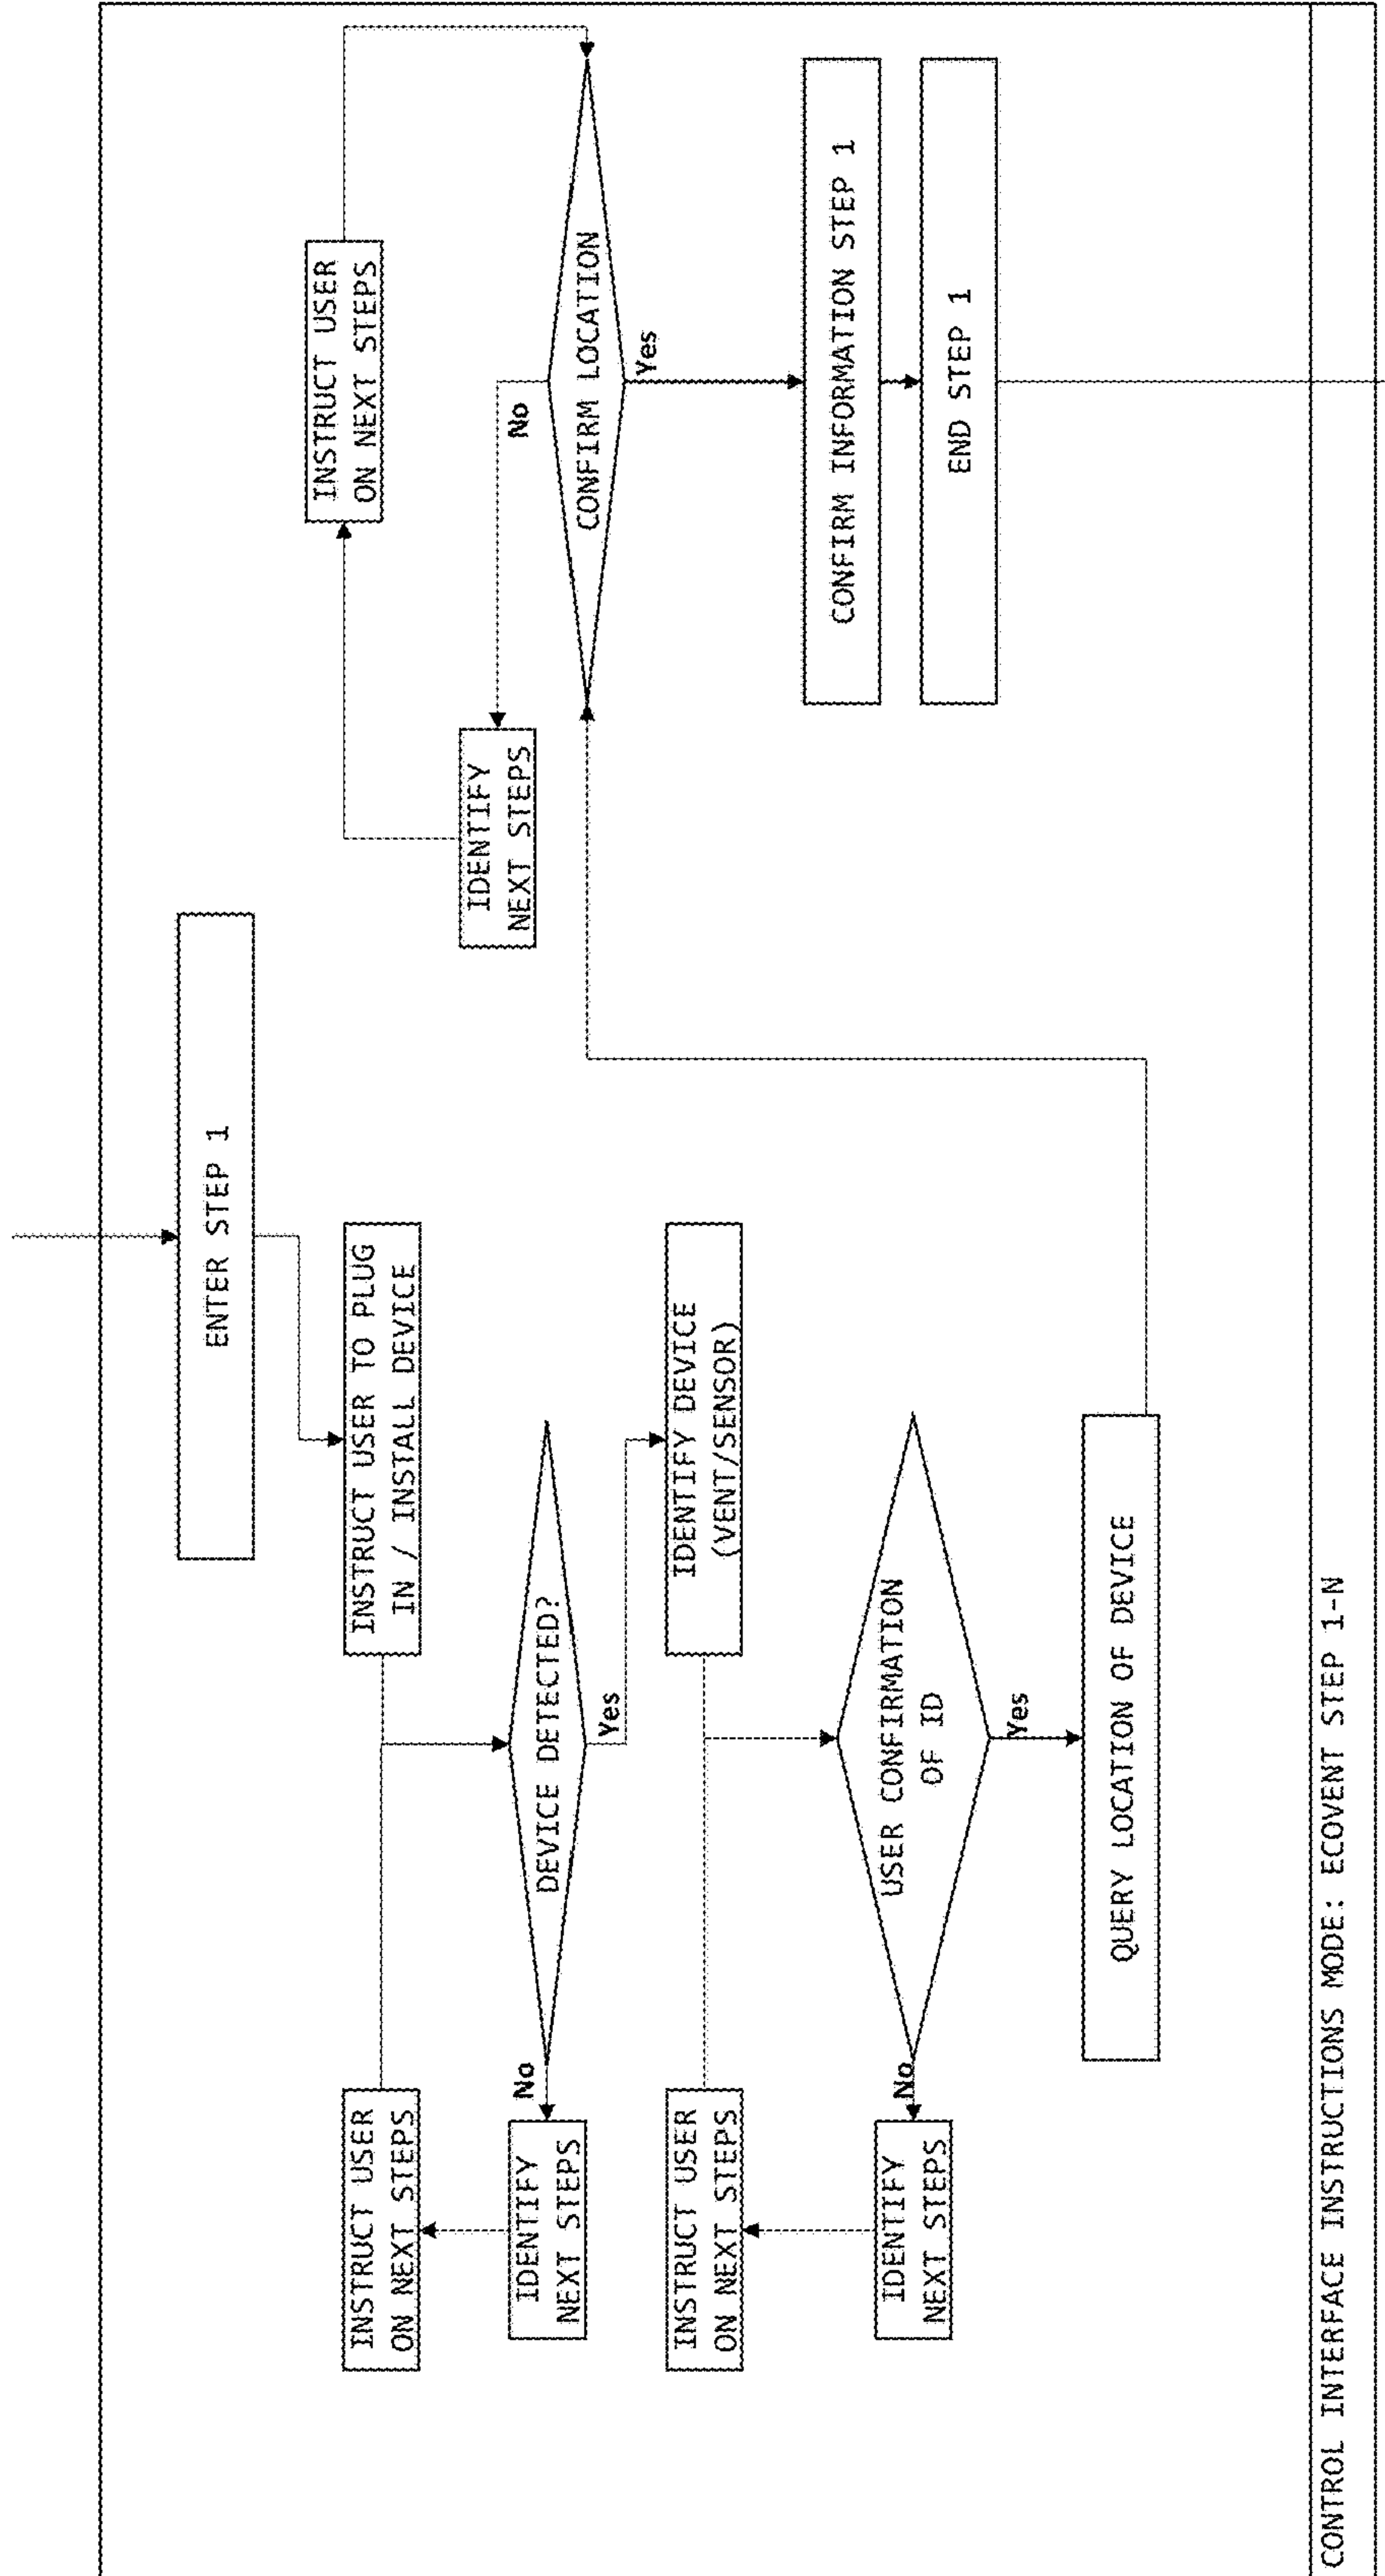 ENTER STEP 1
INSTRUCT USER TO PLUG
IN / INSTALL DEVICE
INSTRUCT USER
ON NEXT STEPS
DEVICE DETECTED?
No
Yes
IDENTIFY
NEXT STEPS
IDENTIFY DEVICE
(VENT/SENSOR)
INSTRUCT USER
ON NEXT STEPS
USER CONFIRMATION
OF ID
No
Yes
IDENTIFY
NEXT STEPS
QUERY LOCATION OF DEVICE
INSTRUCT USER
ON NEXT STEPS
IDENTIFY
NEXT STEPS
No
CONFIRM LOCATION
Yes
CONFIRM INFORMATION STEP 1
END STEP 1
CONTROL INTERFACE INSTRUCTIONS MODE: ECOVENT STEP 1-N